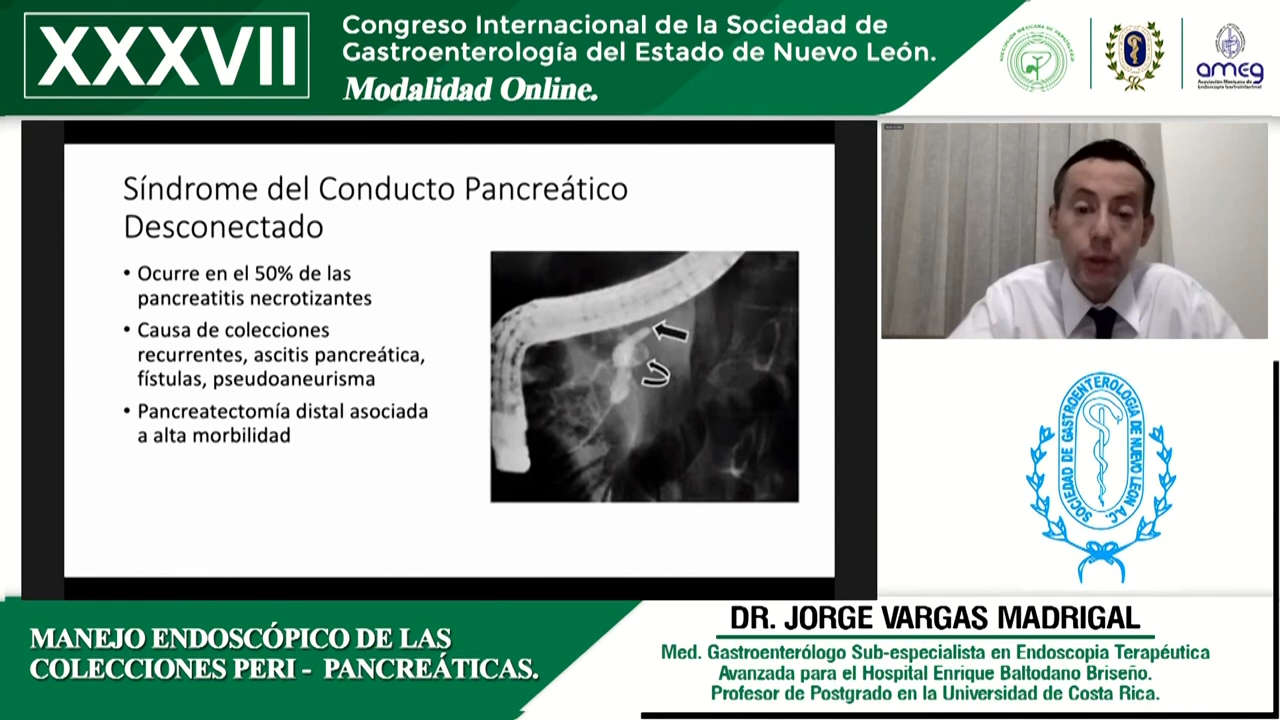 XXXVII
Congreso Internacional de la Sociedad de
Gastroenterología del Estado de Nuevo León.
Modalidad Online.
ameg
Síndrome del Conducto Pancreático
Desconectado
• Ocurre en el 50% de las
pancreatitis necrotizantes
• Causa de colecciones
recurrentes, ascitis pancreática,
fístulas, pseudoaneurisma
• Pancreatectomía distal asociada
a alta morbilidad
SOCIEDAD DE GASTROENTEROLOGIA DE NUEVO LEON A.C.
MANEJO ENDOSCÓPICO DE LAS
COLECCIONES PERI - PANCREÁTICAS.
DR. JORGE VARGAS MADRIGAL
Med. Gastroenterólogo Sub-especialista en Endoscopia Terapéutica
Avanzada para el Hospital Enrique Baltodano Briseño.
Profesor de Postgrado en la Universidad de Costa Rica.